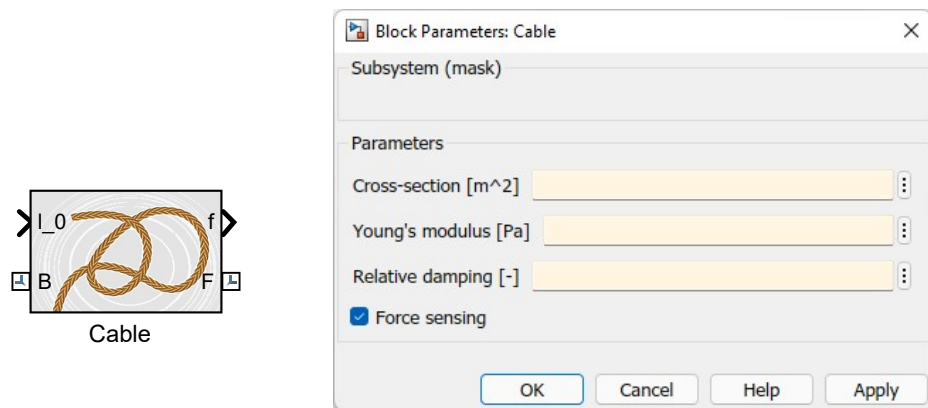 l_0
f
B
F
Cable
Block Parameters: Cable
Subsystem (mask)
Parameters
Cross-section [m^2]
Young's modulus [Pa]
Relative damping [-]
Force sensing
OK Cancel Help Apply